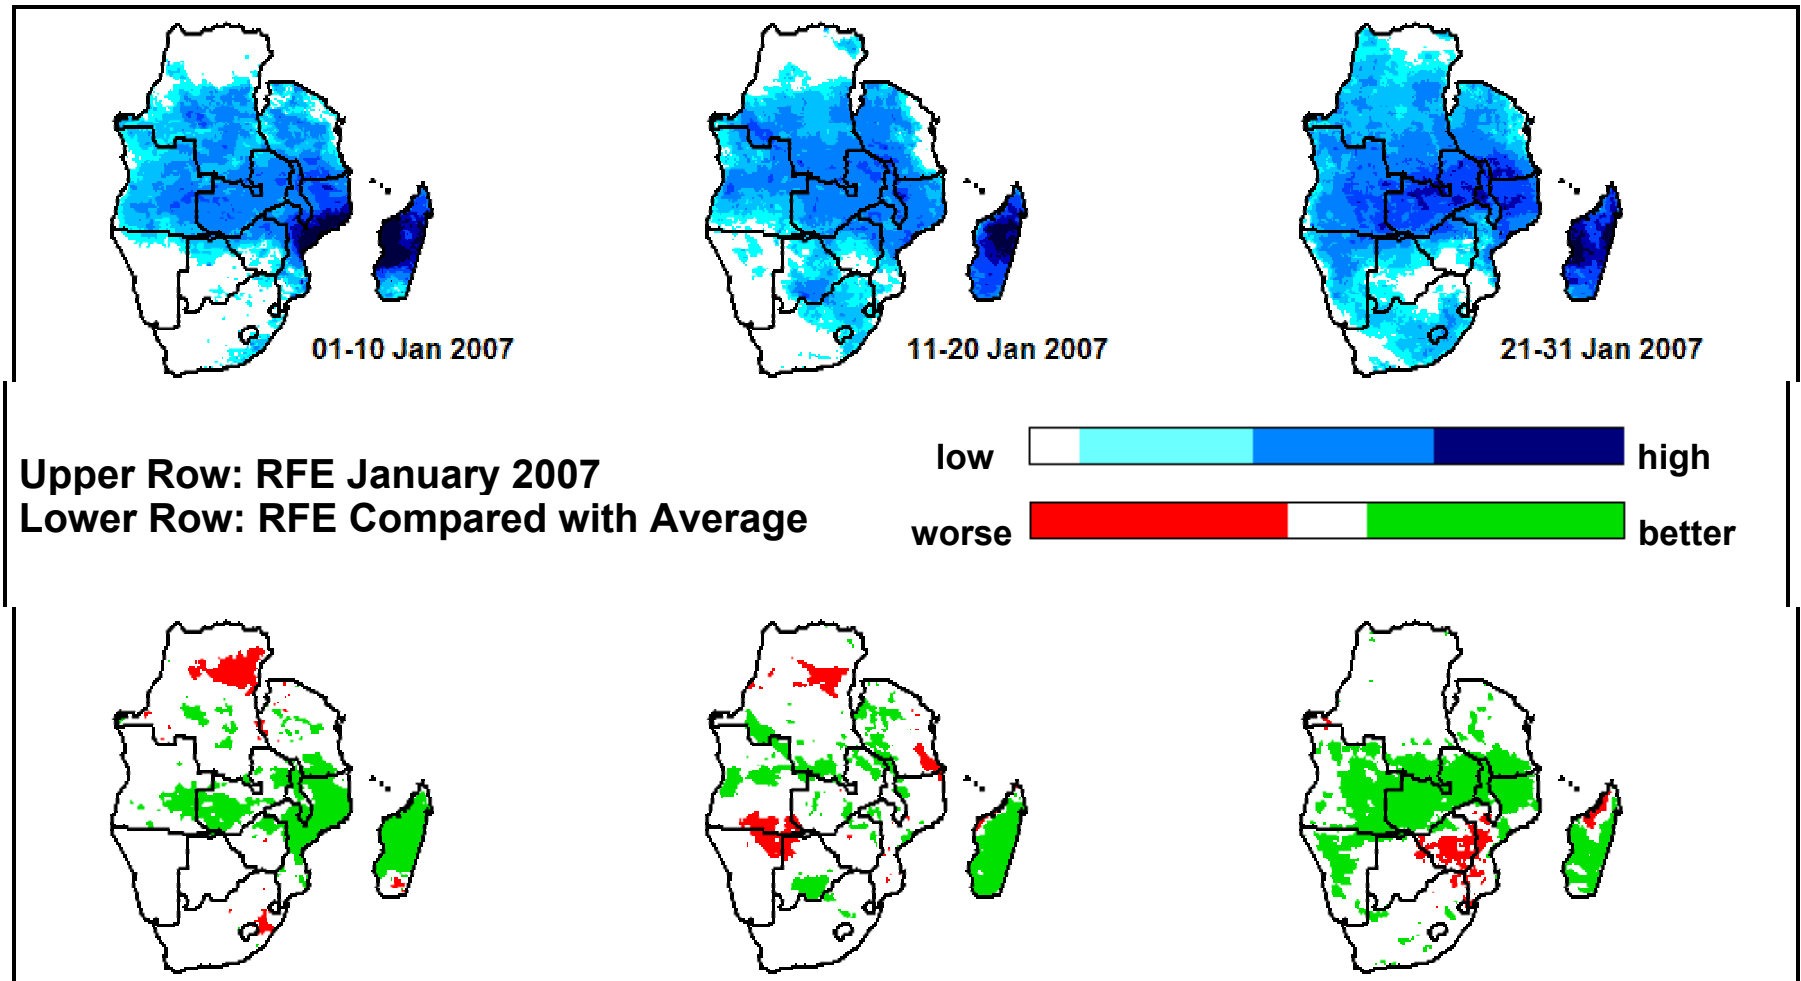 01-10 Jan 2007
11-20 Jan 2007
21-31 Jan 2007
Upper Row: RFE January 2007
Lower Row: RFE Compared with Average
low
high
worse
better